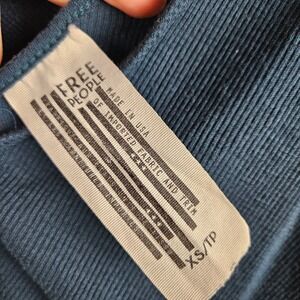 FREE
PEOPLE
MADE IN USA
OF IMPORTED FABRIC AND TRIM
XS/TP